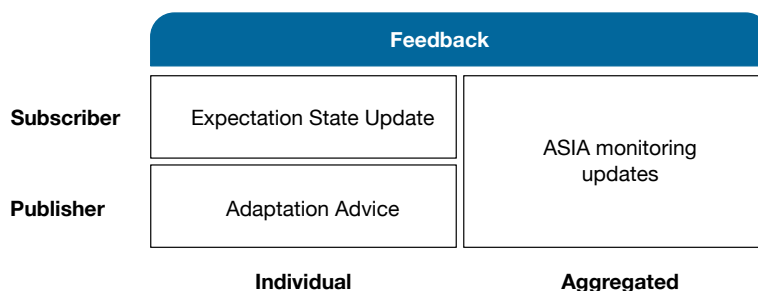 Feedback
Subscriber
Expectation State Update
ASIA monitoring
updates
Publisher
Adaptation Advice
Individual
Aggregated